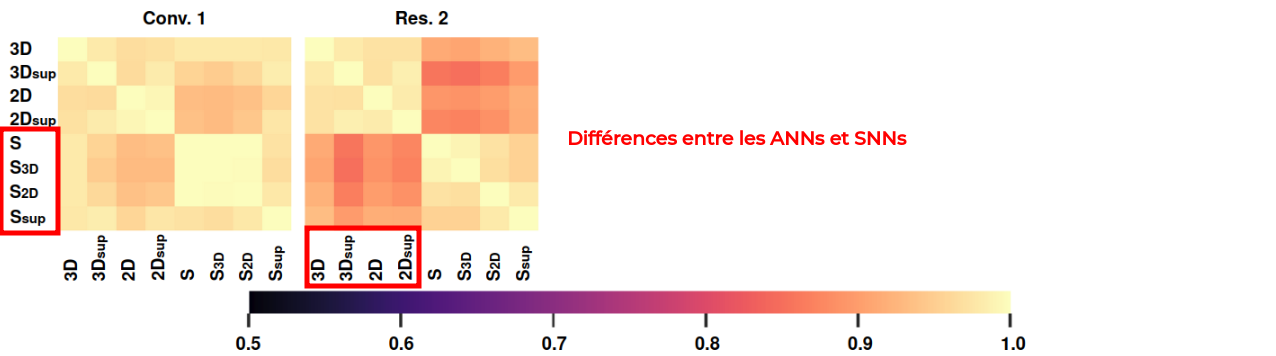 Conv. 1
Res. 2
3D
3Dsup
2D
2Dsup
S
S3D
S2D
Ssup
Différences entre les ANNs et SNNs
3D 3Dsup 2D 2Dsup S S3D S2D Ssup
3D 3Dsup 2D 2Dsup S S3D S2D Ssup
0.5 0.6 0.7 0.8 0.9 1.0